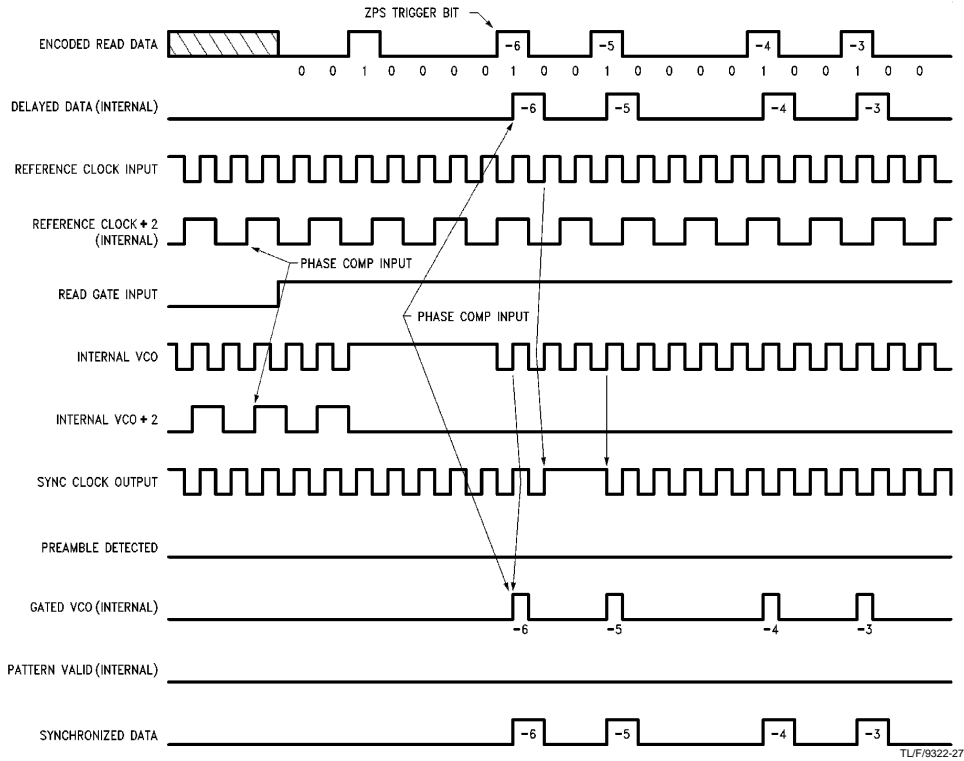 ZPS TRIGGER BIT
ENCODED READ DATA
-6 -5 -4 -3
0 0 1 0 0 0 0 1 0 0 1 0 0 0 0 1 0 0 1 0 0
DELAYED DATA (INTERNAL)
-6 -5 -4 -3
REFERENCE CLOCK INPUT
REFERENCE CLOCK÷2
(INTERNAL)
PHASE COMP INPUT
READ GATE INPUT
PHASE COMP INPUT
INTERNAL VCO
INTERNAL VCO÷2
SYNC CLOCK OUTPUT
PREAMBLE DETECTED
GATED VCO (INTERNAL)
-6 -5 -4 -3
PATTERN VALID (INTERNAL)
SYNCHRONIZED DATA
-6 -5 -4 -3
TL/F/9322-27